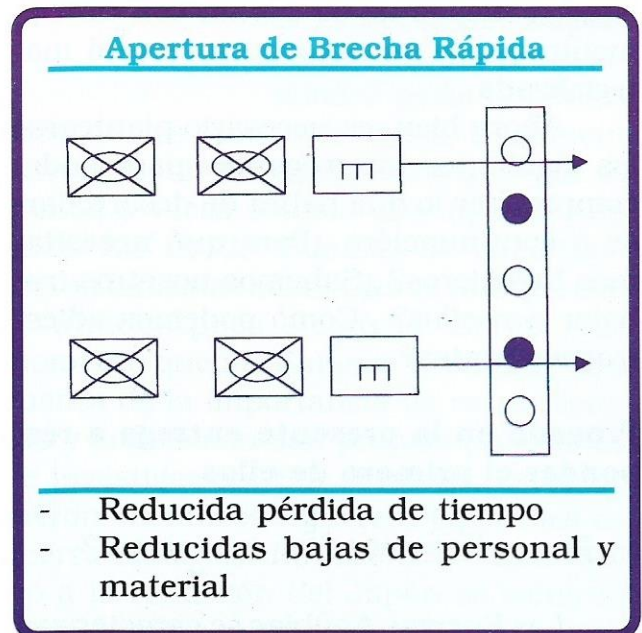 Apertura de Brecha Rápida
- Reducida pérdida de tiempo
- Reducidas bajas de personal y
material